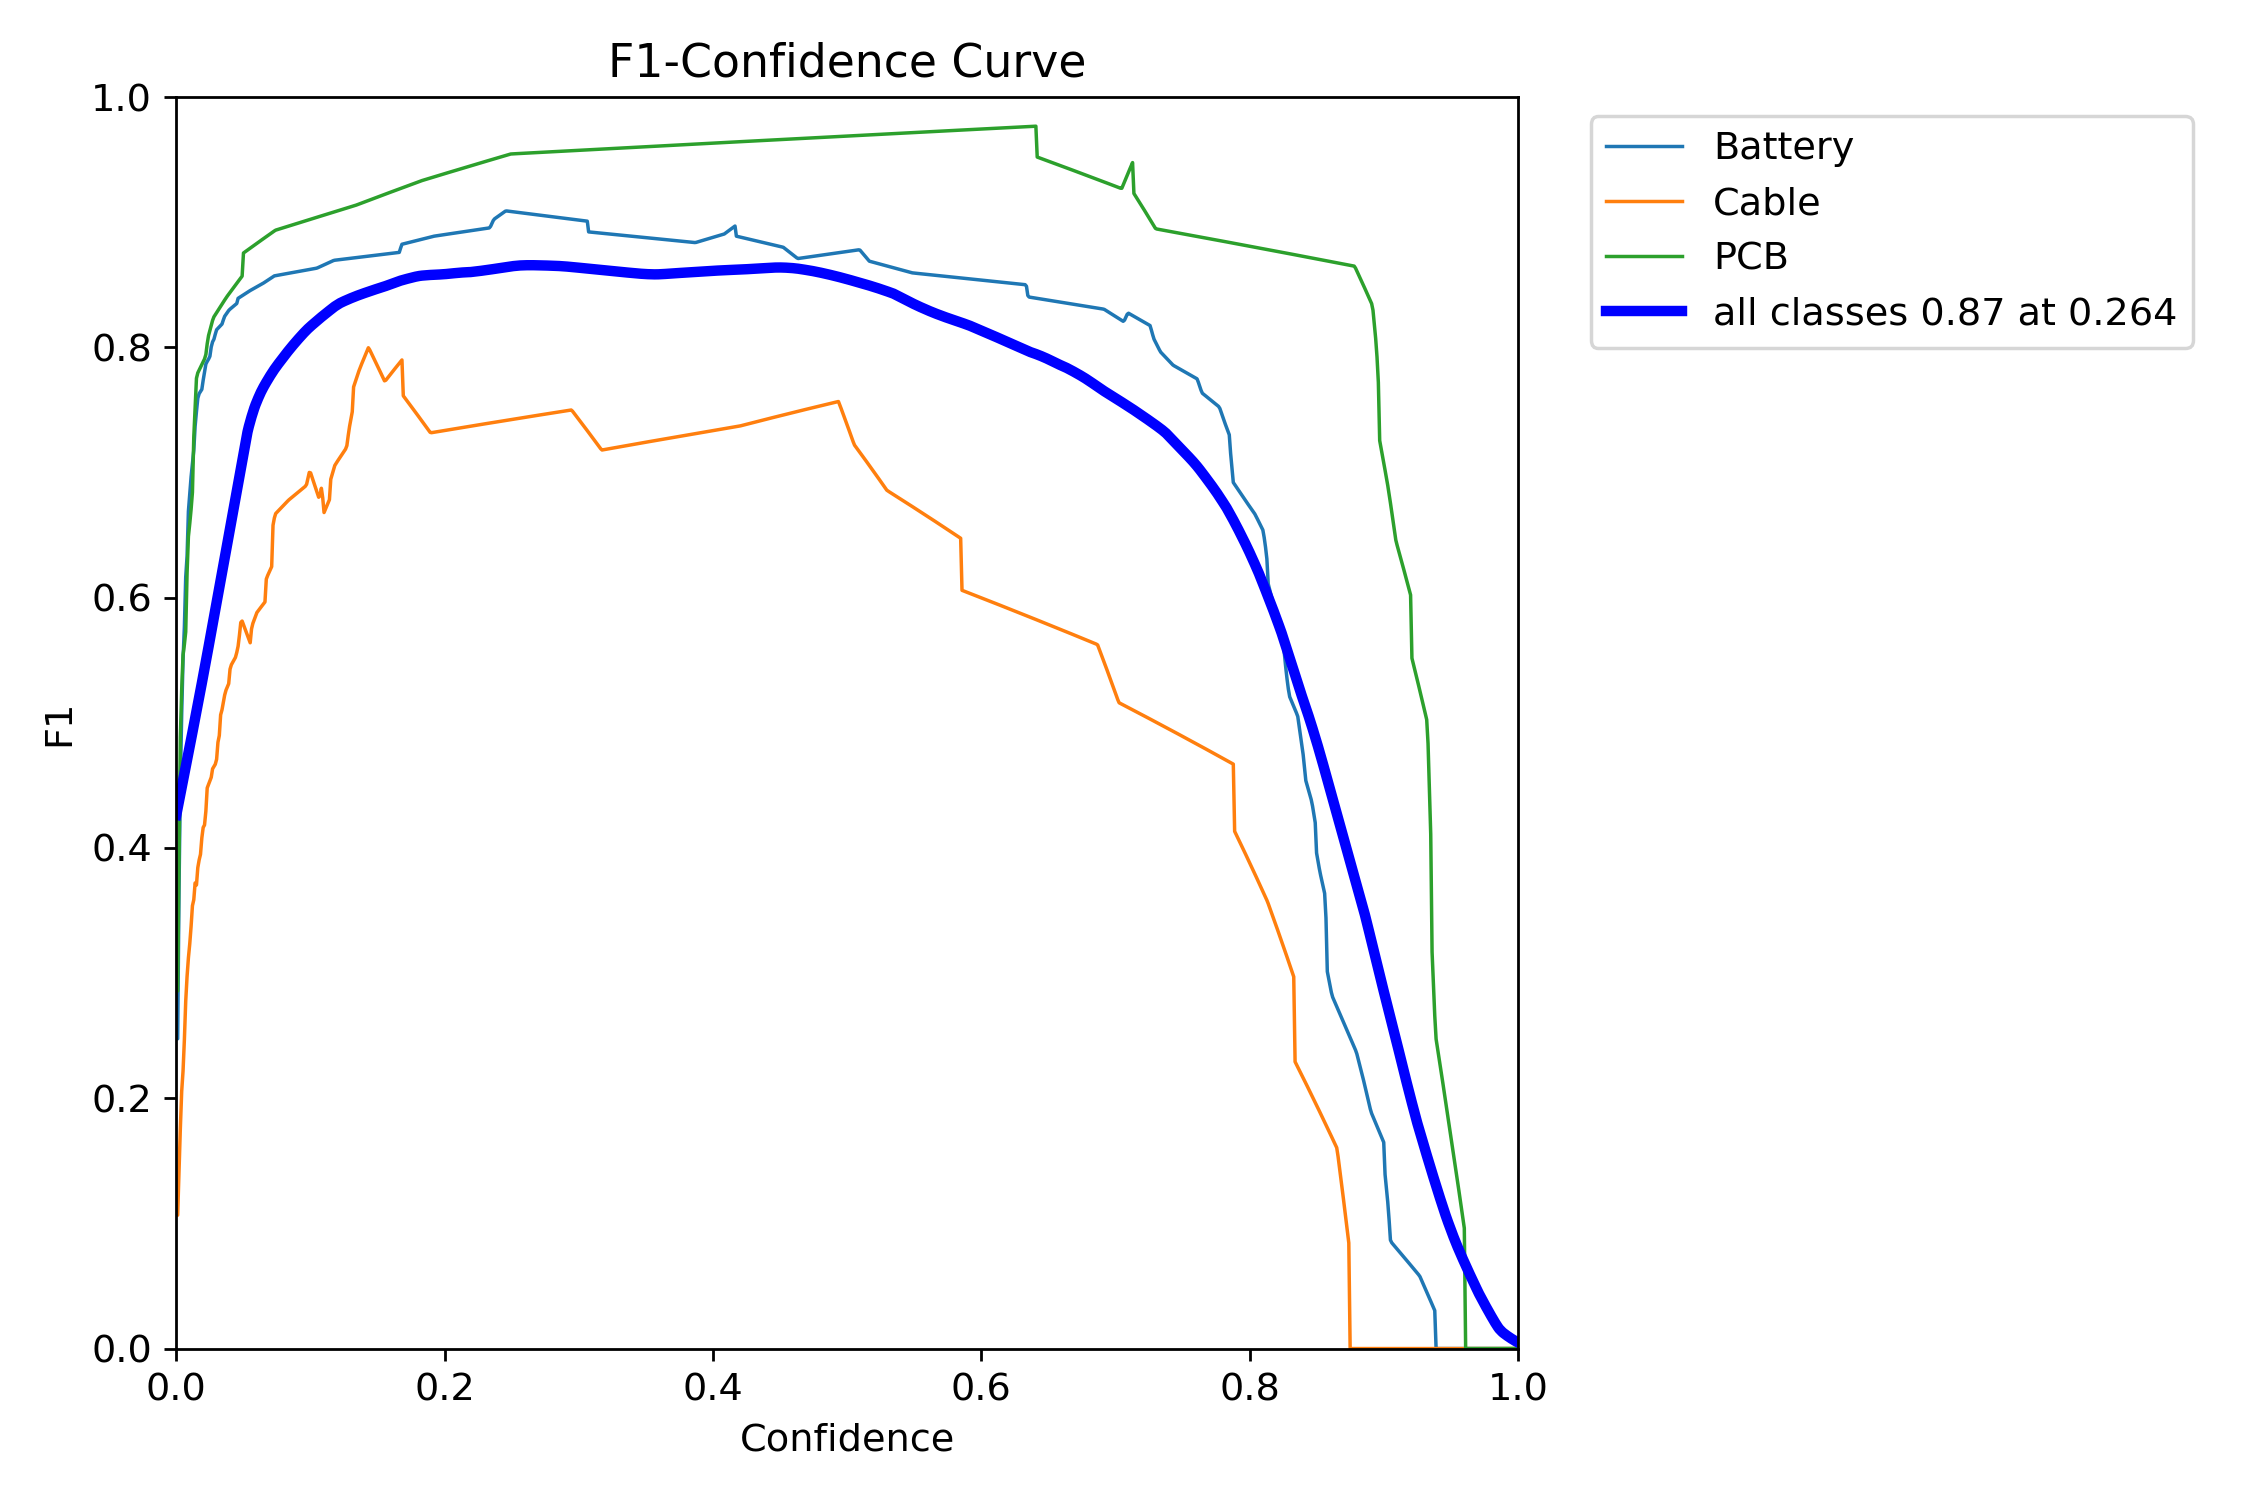 F1-Confidence Curve
1.0
0.8
0.6
0.4
0.2
0.0
F1
0.0 0.2 0.4 0.6 0.8 1.0
Confidence
Battery
Cable
PCB
all classes 0.87 at 0.264